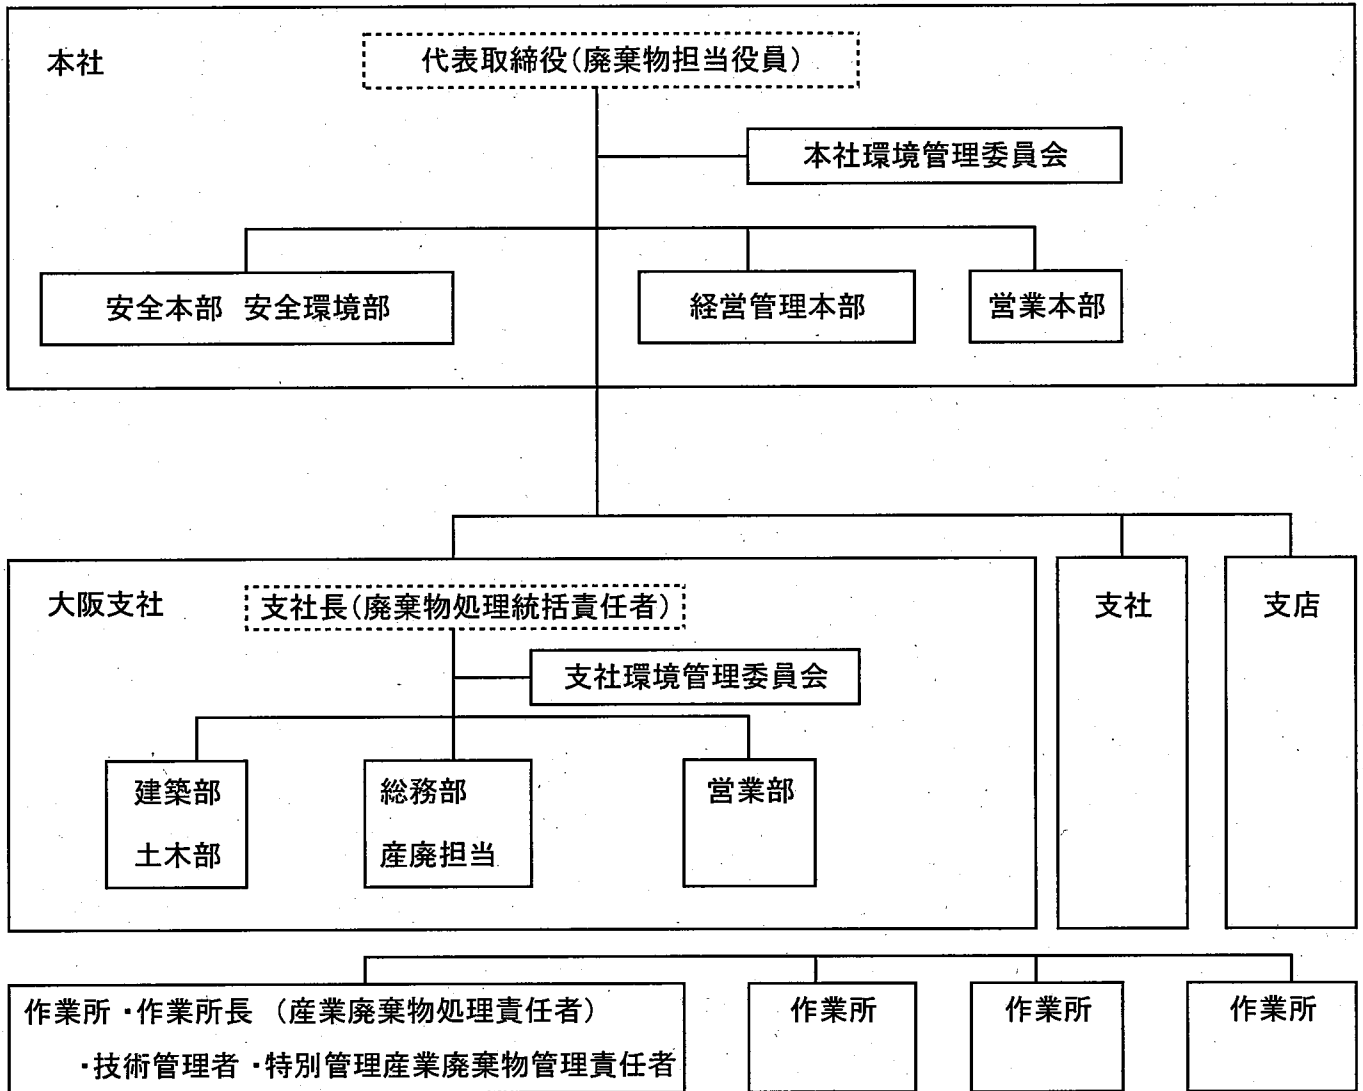 本社
代表取締役(廃棄物担当役員)
本社環境管理委員会
安全本部 安全環境部
経営管理本部
営業本部
大阪支社
支社長(廃棄物処理統括責任者)
支社環境管理委員会
建築部
土木部
総務部
産廃担当
営業部
支社
支店
作業所・作業所長 (産業廃棄物処理責任者)
・技術管理者・特別管理産業廃棄物管理責任者
作業所
作業所
作業所